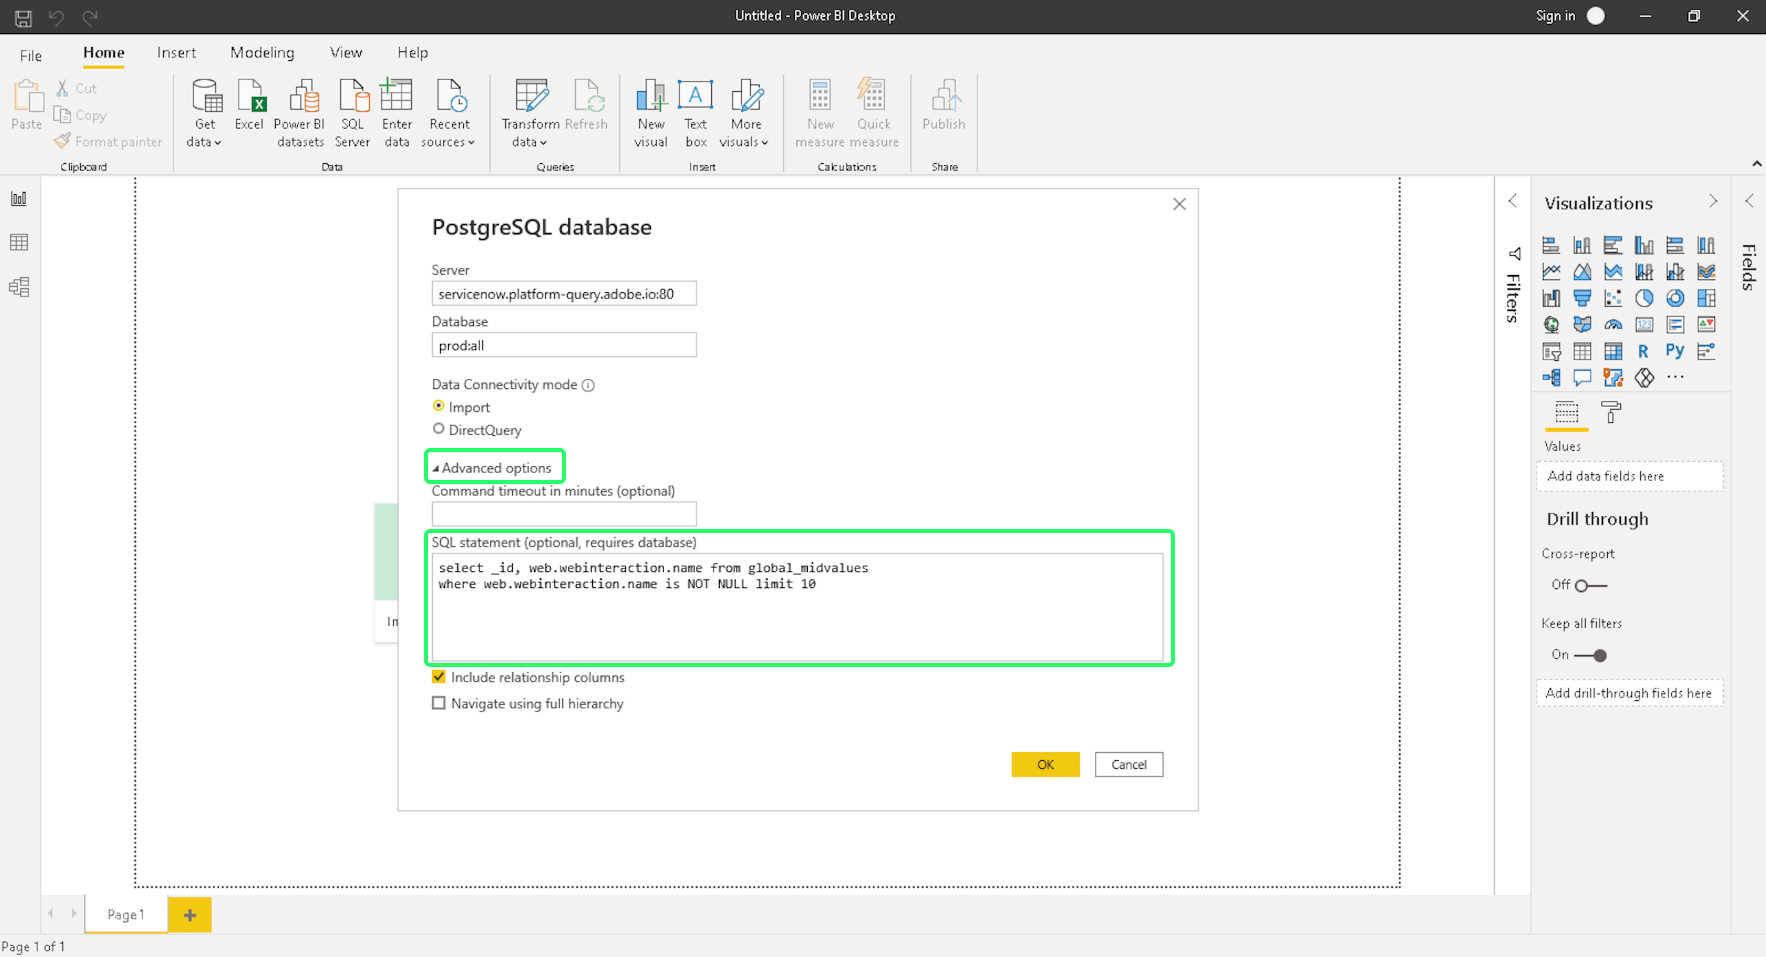 Untitled - Power BI Desktop
Sign in
File
Home
Insert
Modeling
View
Help
Paste
Cut
Copy
Format painter
Clipboard
Get data
Excel
Power BI datasets
SQL Server
Enter data
Recent sources
Data
Transform data
Refresh
Queries
New visual
Text box
More visuals
Insert
New measure
Quick measure
Calculations
Publish
Share
PostgreSQL database
Server
servicenow.platform-query.adobe.io:80
Database
prod:all
Data Connectivity mode
Import
DirectQuery
Advanced options
Command timeout in minutes (optional)
SQL statement (optional, requires database)
select _id, web.webinteraction.name from global_midvalues
where web.webinteraction.name is NOT NULL limit 10
Include relationship columns
Navigate using full hierarchy
OK
Cancel
Filters
Visualizations
123
R
Py
Values
Add data fields here
Drill through
Cross-report
Off
Keep all filters
On
Add drill-through fields here
Fields
Page 1
Page 1 of 1